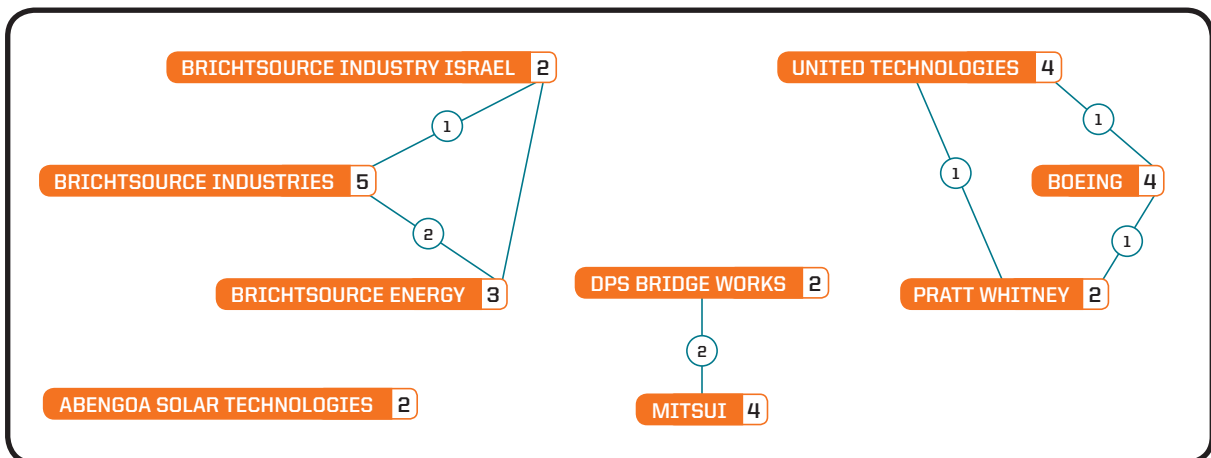 BRICHTSOURCE INDUSTRY ISRAEL 2
UNITED TECHNOLOGIES 4
1
1
BRICHTSOURCE INDUSTRIES 5
1
BOEING 4
2
1
BRICHTSOURCE ENERGY 3
DPS BRIDGE WORKS 2
PRATT WHITNEY 2
2
ABENGOA SOLAR TECHNOLOGIES 2
MITSUI 4